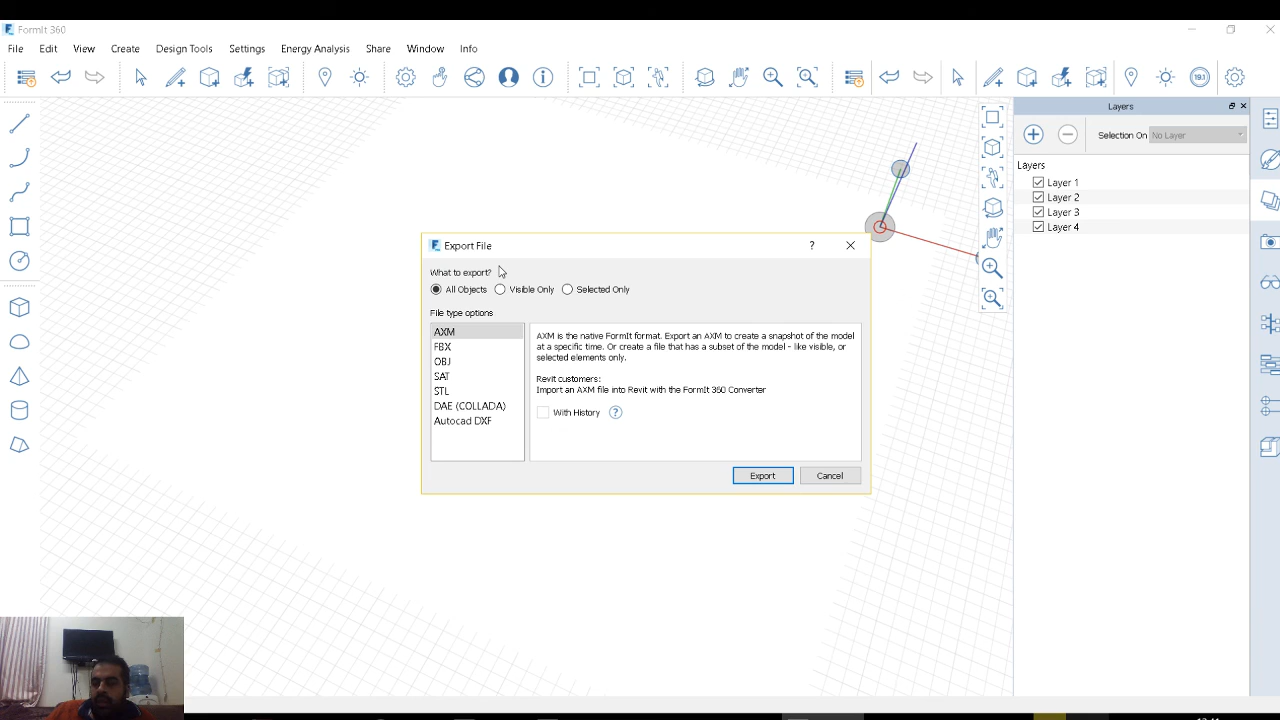 FormIt 360
File Edit View Create Design Tools Settings Energy Analysis Share Window Info
19.1
Layers
Selection On No Layer
Layers
Layer 1
Layer 2
Layer 3
Layer 4
Export File
?
What to export?
All Objects Visible Only Selected Only
File type options
AXM
FBX
OBJ
SAT
STL
DAE (COLLADA)
Autocad DXF
AXM is the native FormIt format. Export an AXM to create a snapshot of the model
at a specific time. Or create a file that has a subset of the model - like visible, or
selected elements only.
Revit customers:
Import an AXM file into Revit with the FormIt 360 Converter
With History ?
Export Cancel